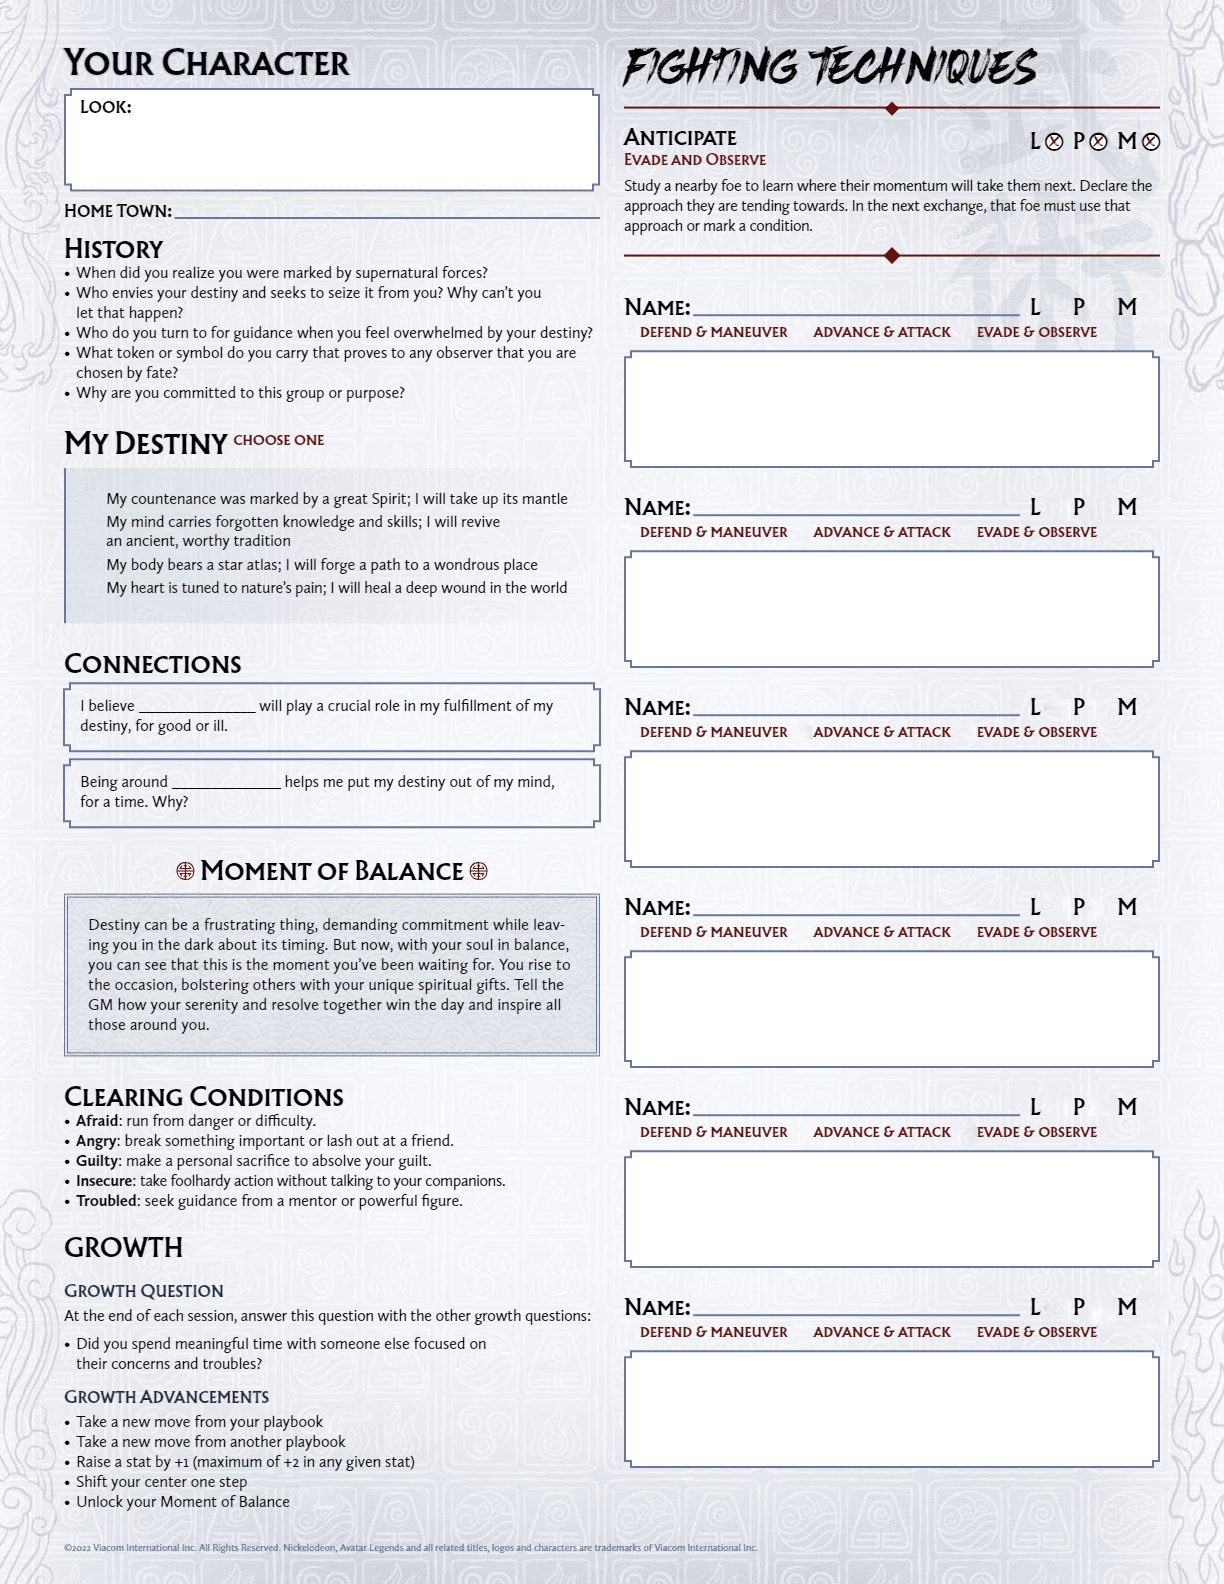 Your Character
Look:
Home Town:
History
• When did you realize you were marked by supernatural forces?
• Who envies your destiny and seeks to seize it from you? Why can't you
let that happen?
• Who do you turn to for guidance when you feel overwhelmed by your destiny?
• What token or symbol do you carry that proves to any observer that you are
chosen by fate?
• Why are you committed to this group or purpose?
My Destiny choose one
My countenance was marked by a great Spirit; I will take up its mantle
My mind carries forgotten knowledge and skills; I will revive
an ancient, worthy tradition
My body bears a star atlas; I will forge a path to a wondrous place
My heart is tuned to nature's pain; I will heal a deep wound in the world
Connections
I believe _______________ will play a crucial role in my fulfillment of my
destiny, for good or ill.
Being around ______________ helps me put my destiny out of my mind,
for a time. Why?
Moment of Balance
Destiny can be a frustrating thing, demanding commitment while leav-
ing you in the dark about its timing. But now, with your soul in balance,
you can see that this is the moment you've been waiting for. You rise to
the occasion, bolstering others with your unique spiritual gifts. Tell the
GM how your serenity and resolve together win the day and inspire all
those around you.
Clearing Conditions
• Afraid: run from danger or difficulty.
• Angry: break something important or lash out at a friend.
• Guilty: make a personal sacrifice to absolve your guilt.
• Insecure: take foolhardy action without talking to your companions.
• Troubled: seek guidance from a mentor or powerful figure.
GROWTH
Growth Question
At the end of each session, answer this question with the other growth questions:
• Did you spend meaningful time with someone else focused on
their concerns and troubles?
Growth Advancements
• Take a new move from your playbook
• Take a new move from another playbook
• Raise a stat by +1 (maximum of +2 in any given stat)
• Shift your center one step
• Unlock your Moment of Balance
Fighting Techniques
Anticipate L P M
Evade and Observe
Study a nearby foe to learn where their momentum will take them next. Declare the
approach they are tending towards. In the next exchange, that foe must use that
approach or mark a condition.
Name: L P M
DEFEND & MANEUVER ADVANCE & ATTACK EVADE & OBSERVE
Name: L P M
DEFEND & MANEUVER ADVANCE & ATTACK EVADE & OBSERVE
Name: L P M
DEFEND & MANEUVER ADVANCE & ATTACK EVADE & OBSERVE
Name: L P M
DEFEND & MANEUVER ADVANCE & ATTACK EVADE & OBSERVE
Name: L P M
DEFEND & MANEUVER ADVANCE & ATTACK EVADE & OBSERVE
Name: L P M
DEFEND & MANEUVER ADVANCE & ATTACK EVADE & OBSERVE
©2022 Viacom International Inc. All Rights Reserved. Nickelodeon, Avatar Legends and all related titles, logos and characters are trademarks of Viacom International Inc.